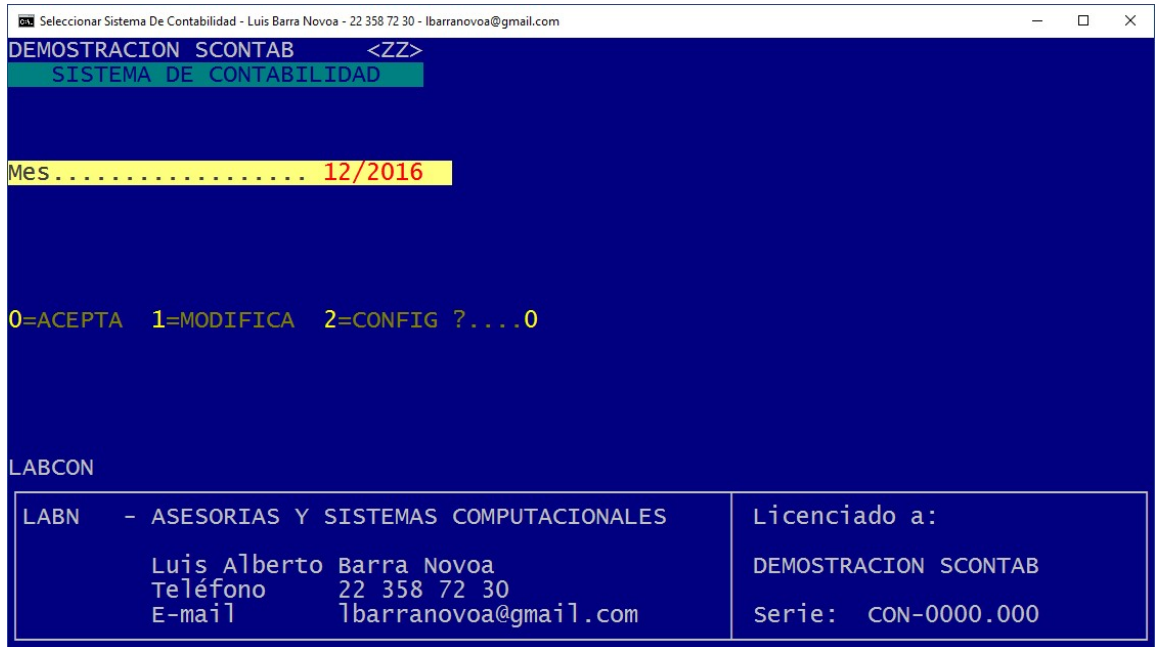 Seleccionar Sistema De Contabilidad - Luis Barra Novoa - 22 358 72 30 - lbarranovoa@gmail.com
DEMOSTRACION SCONTAB <ZZ>
SISTEMA DE CONTABILIDAD
Mes.................. 12/2016
0=ACEPTA 1=MODIFICA 2=CONFIG ?....0
LABCON
LABN - ASESORIAS Y SISTEMAS COMPUTACIONALES
Luis Alberto Barra Novoa
Teléfono 22 358 72 30
E-mail lbarranovoa@gmail.com
Licenciado a:
DEMOSTRACION SCONTAB
Serie: CON-0000.000